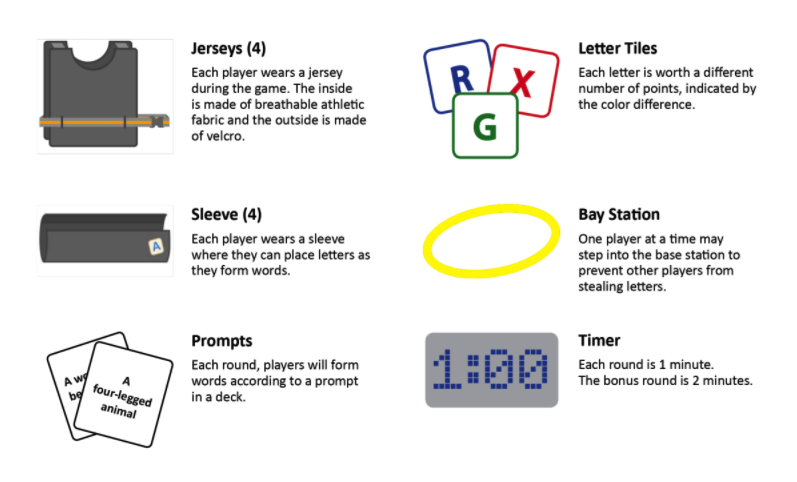 Jerseys (4)
Each player wears a jersey
during the game. The inside
is made of breathable athletic
fabric and the outside is made
of velcro.
R
X
G
Letter Tiles
Each letter is worth a different
number of points, indicated by
the color difference.
A
Sleeve (4)
Each player wears a sleeve
where they can place letters as
they form words.
Bay Station
One player at a time may
step into the base station to
prevent other players from
stealing letters.
A
A
four-legged
animal
Prompts
Each round, players will form
words according to a prompt
in a deck.
1:00
Timer
Each round is 1 minute.
The bonus round is 2 minutes.